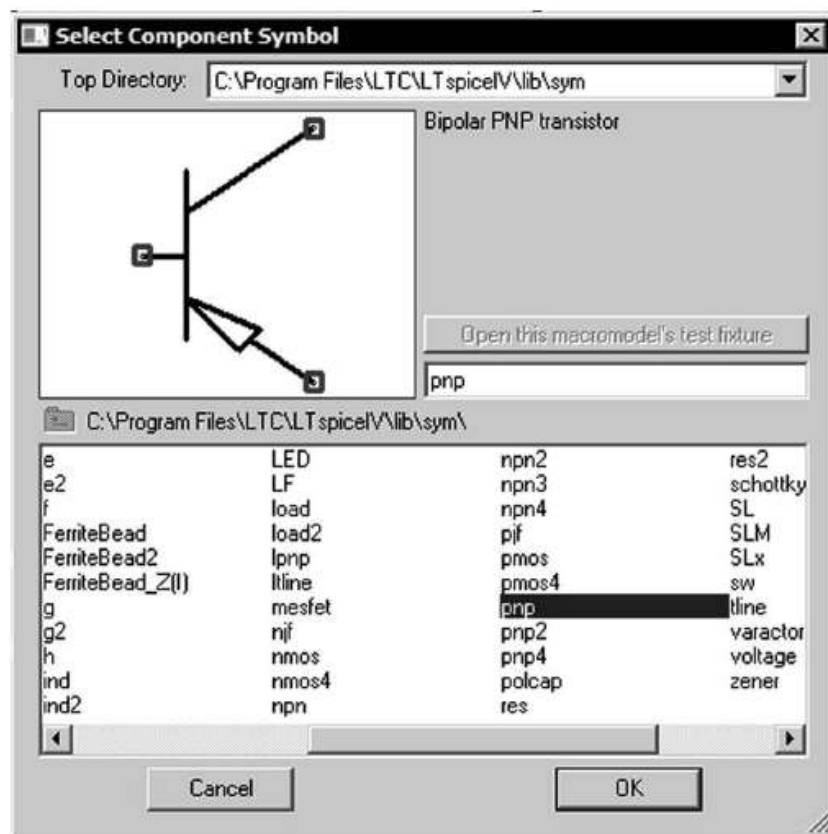 Select Component Symbol
Top Directory: C:\Program Files\LTC\LTspiceIV\lib\sym
Bipolar PNP transistor
Open this macromodel's test fixture
pnp
C:\Program Files\LTC\LTspiceIV\lib\sym\
e LED npn2 res2
e2 LF npn3 schottky
f load npn4 SL
FerriteBead load2 pjf SLM
FerriteBead2 lpnp pmos SLx
FerriteBead_Z(I) ltline pmos4 sw
g mesfet pnp tline
g2 njf pnp2 varactor
h nmos pnp4 voltage
ind nmos4 polcap zener
ind2 npn res
Cancel OK